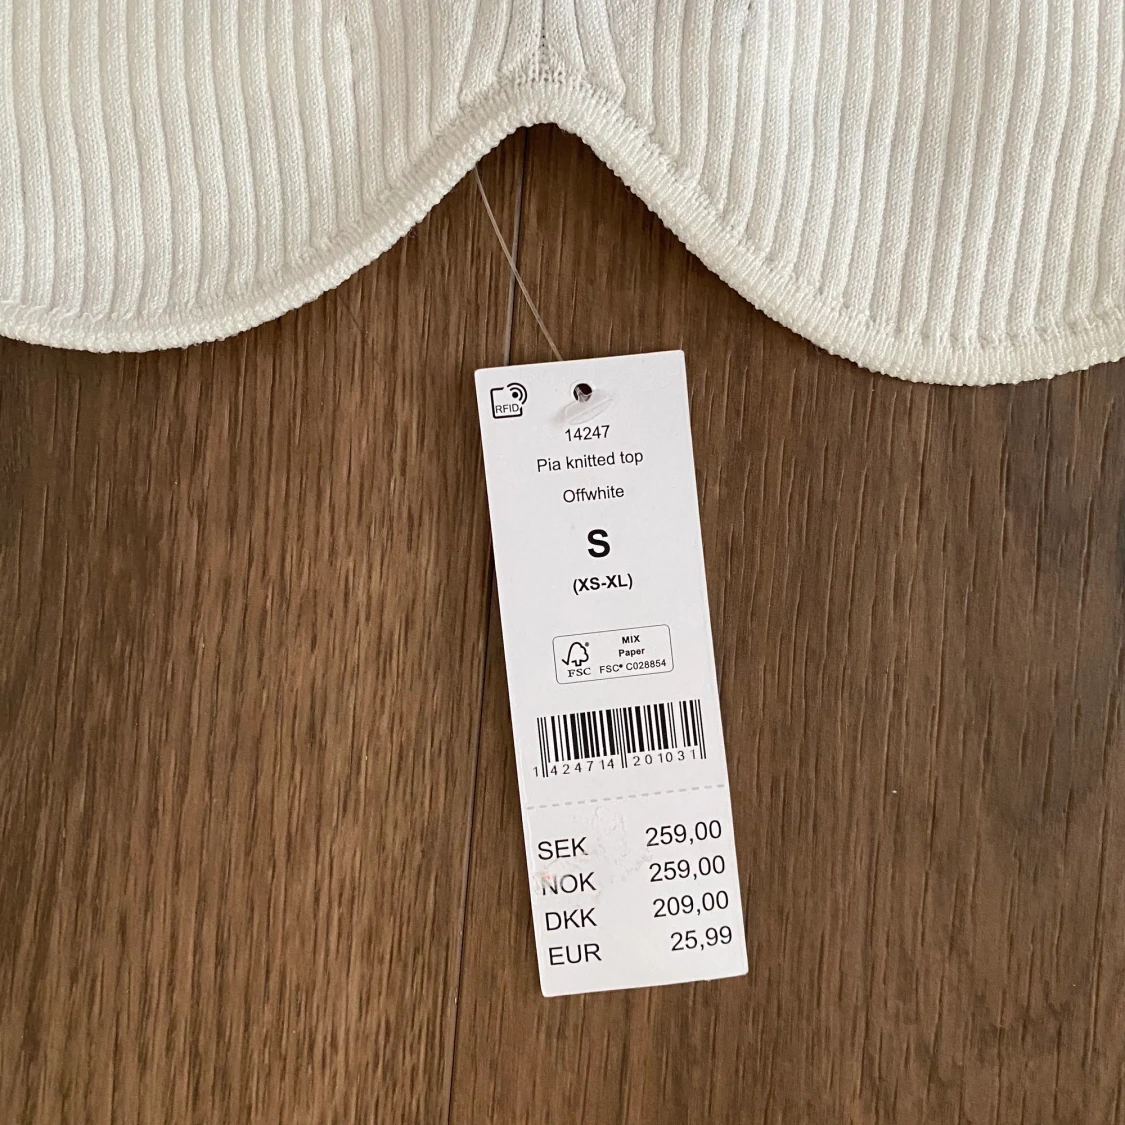 RFID
14247
Pia knitted top
Offwhite
S
(XS-XL)
MIX
Paper
FSC® C028854
FSC
1 424714 201031
SEK 259,00
NOK 259,00
DKK 209,00
EUR 25,99